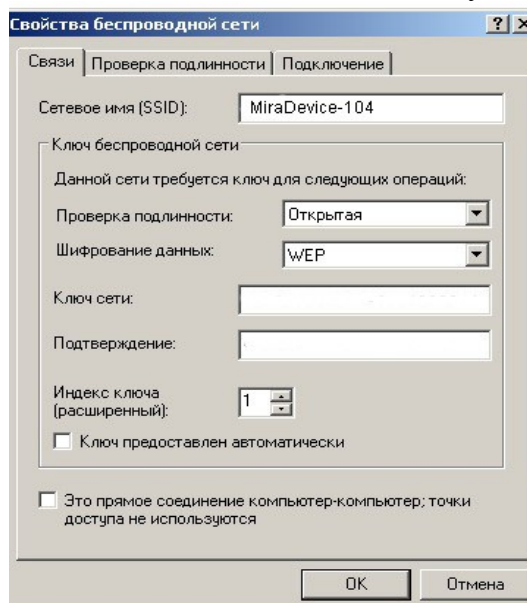 Свойства беспроводной сети
Связи Проверка подлинности Подключение
Сетевое имя (SSID): MiraDevice-104
Ключ беспроводной сети
Данной сети требуется ключ для следующих операций:
Проверка подлинности: Открытая
Шифрование данных: WEP
Ключ сети:
Подтверждение:
Индекс ключа
(расширенный): 1
Ключ предоставлен автоматически
Это прямое соединение компьютер-компьютер; точки
доступа не используются
OK Отмена